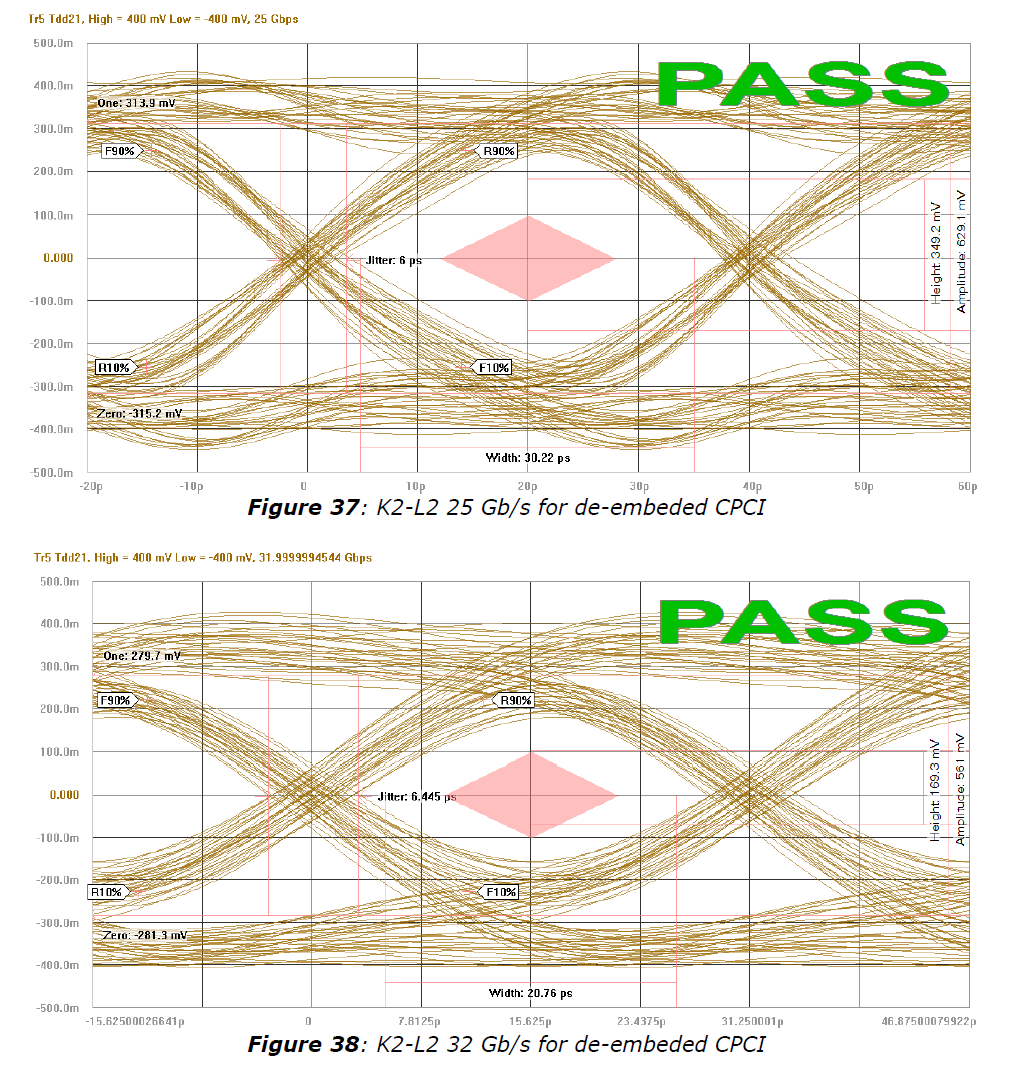 Tr5 Tdd21, High = 400 mV Low = -400 mV, 25 Gbps
500.0m
PASS
400.0m
One: 313.9 mV
300.0m
F90%
R90%
200.0m
100.0m
Height: 349.2 mV
Amplitude: 629.1 mV
0.000
Jitter: 6 ps
-100.0m
-200.0m
R10%
F10%
-300.0m
Zero: -315.2 mV
-400.0m
Width: 30.22 ps
-500.0m
-20p -10p 0 10p 20p 30p 40p 50p 60p
Figure 37: K2-L2 25 Gb/s for de-embeded CPCI
Tr5 Tdd21, High = 400 mV Low = -400 mV, 31.9999994544 Gbps
500.0m
PASS
400.0m
One: 279.7 mV
300.0m
F90%
R90%
200.0m
100.0m
Height: 169.3 mV
Amplitude: 561 mV
0.000
Jitter: 6.445 ps
-100.0m
-200.0m
R10%
F10%
-300.0m
Zero: -281.3 mV
-400.0m
Width: 20.76 ps
-500.0m
-15.62500026641p 0 7.8125p 15.625p 23.4375p 31.250001p 46.87500079922p
Figure 38: K2-L2 32 Gb/s for de-embeded CPCI